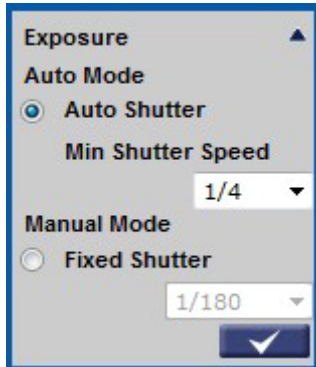 Exposure
Auto Mode
Auto Shutter
Min Shutter Speed
1/4
Manual Mode
Fixed Shutter
1/180